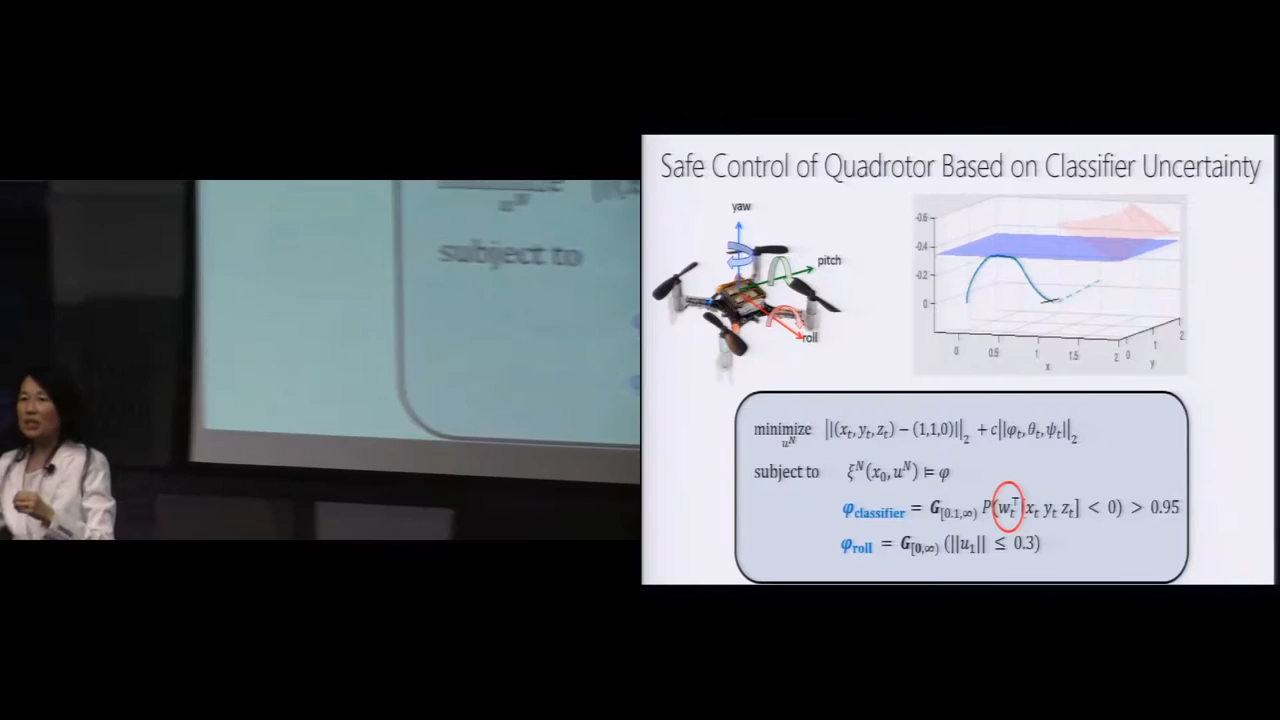 subject to
Safe Control of Quadrotor Based on Classifier Uncertainty
yaw
pitch
roll
-0.6
-0.4
-0.2
0
0 0.5 1 1.5 2
x
0 1 2
y
minimize ||(x_t, y_t, z_t) − (1,1,0)||_2 + c||φ_t, θ_t, ψ_t||_2
u^N
subject to ξ^N(x_0, u^N) ⊨ φ
φ_classifier = G_[0.1,∞) P(w_t^⊤[x_t y_t z_t] < 0) > 0.95
φ_roll = G_[0,∞) (||u_1|| ≤ 0.3)